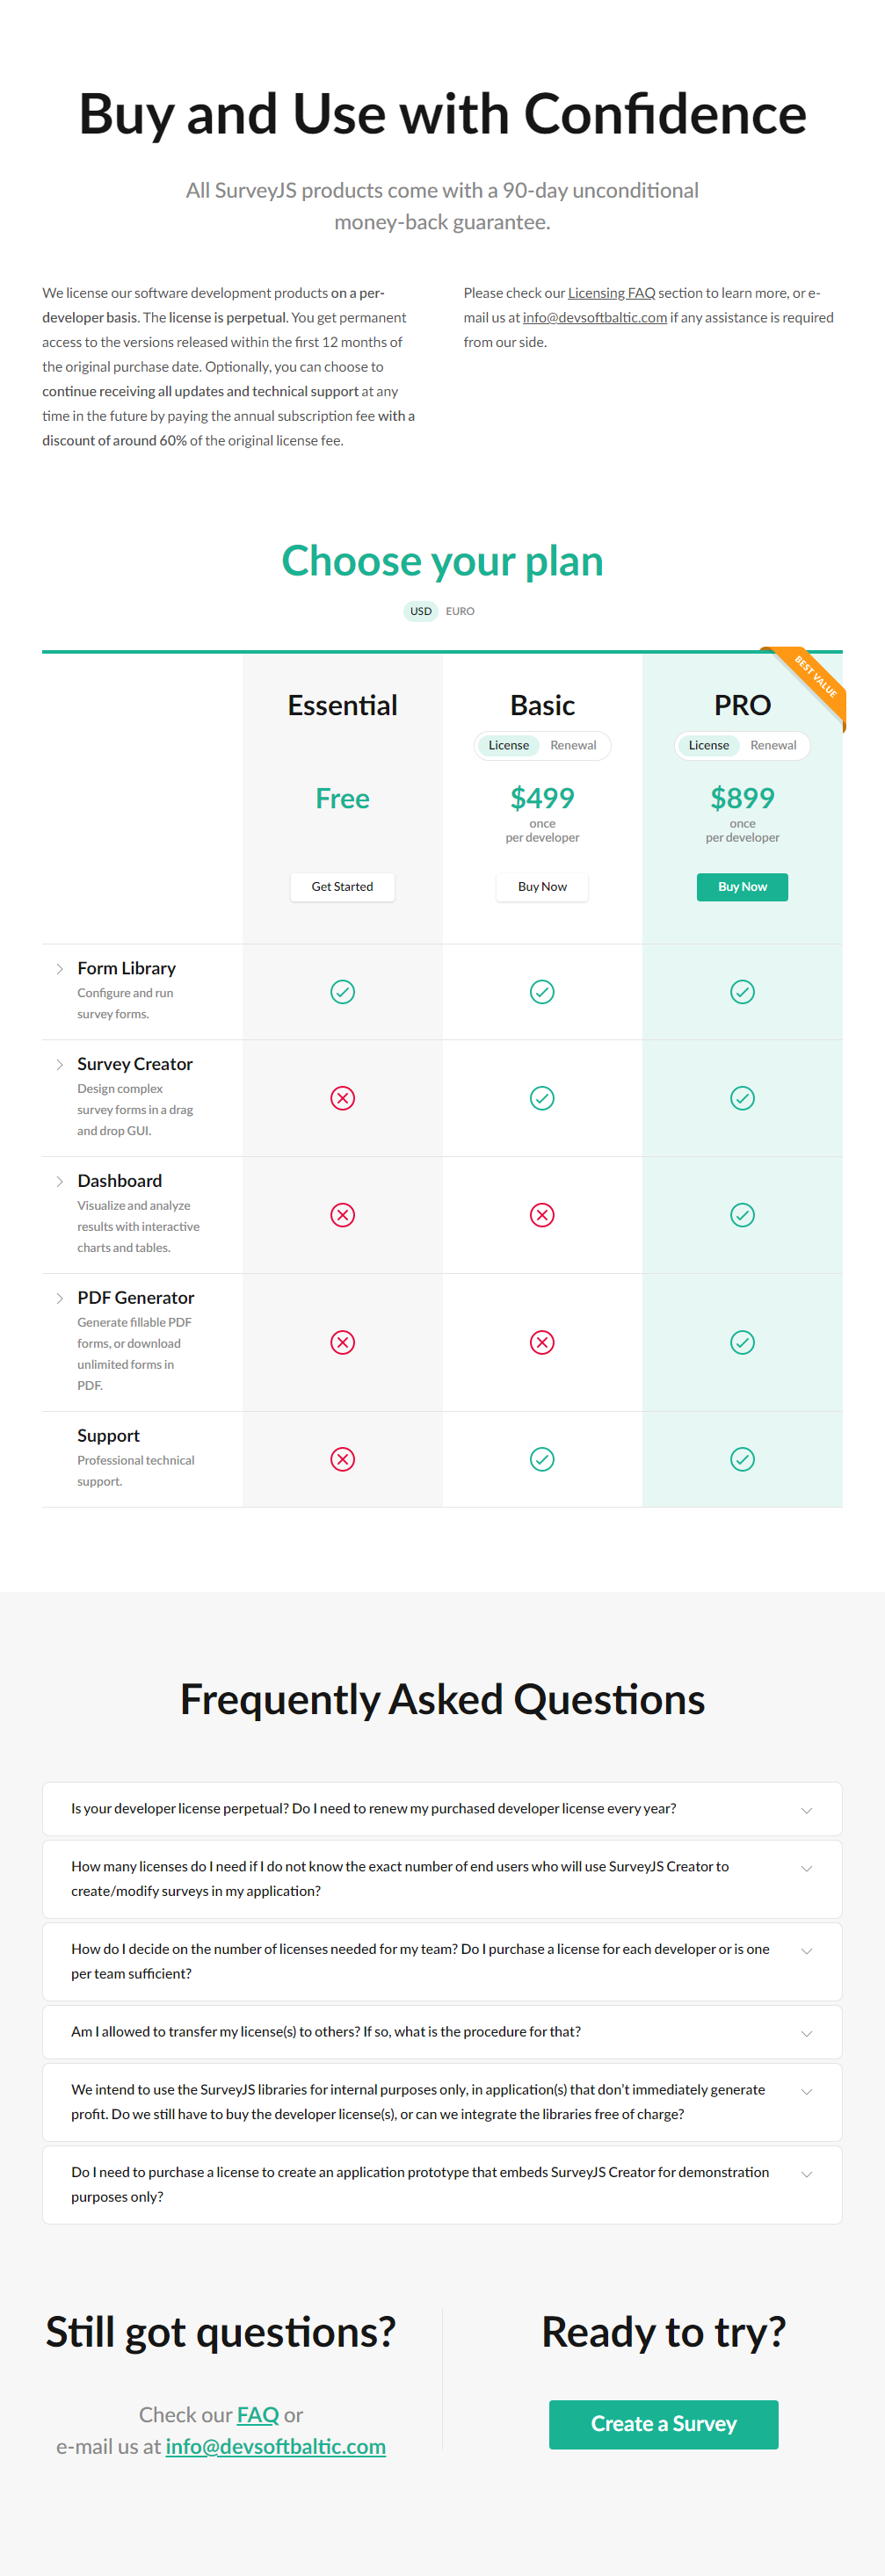 Buy and Use with Confidence
All SurveyJS products come with a 90-day unconditional
money-back guarantee.
We license our software development products on a per-
developer basis. The license is perpetual. You get permanent
access to the versions released within the first 12 months of
the original purchase date. Optionally, you can choose to
continue receiving all updates and technical support at any
time in the future by paying the annual subscription fee with a
discount of around 60% of the original license fee.
Please check our Licensing FAQ section to learn more, or e-
mail us at info@devsoftbaltic.com if any assistance is required
from our side.
Choose your plan
USD EURO
BEST VALUE
Essential
Free
Get Started
Basic
License Renewal
$499
once
per developer
Buy Now
PRO
License Renewal
$899
once
per developer
Buy Now
Form Library
Configure and run
survey forms.
Survey Creator
Design complex
survey forms in a drag
and drop GUI.
Dashboard
Visualize and analyze
results with interactive
charts and tables.
PDF Generator
Generate fillable PDF
forms, or download
unlimited forms in
PDF.
Support
Professional technical
support.
Frequently Asked Questions
Is your developer license perpetual? Do I need to renew my purchased developer license every year?
How many licenses do I need if I do not know the exact number of end users who will use SurveyJS Creator to
create/modify surveys in my application?
How do I decide on the number of licenses needed for my team? Do I purchase a license for each developer or is one
per team sufficient?
Am I allowed to transfer my license(s) to others? If so, what is the procedure for that?
We intend to use the SurveyJS libraries for internal purposes only, in application(s) that don't immediately generate
profit. Do we still have to buy the developer license(s), or can we integrate the libraries free of charge?
Do I need to purchase a license to create an application prototype that embeds SurveyJS Creator for demonstration
purposes only?
Still got questions?
Check our FAQ or
e-mail us at info@devsoftbaltic.com
Ready to try?
Create a Survey